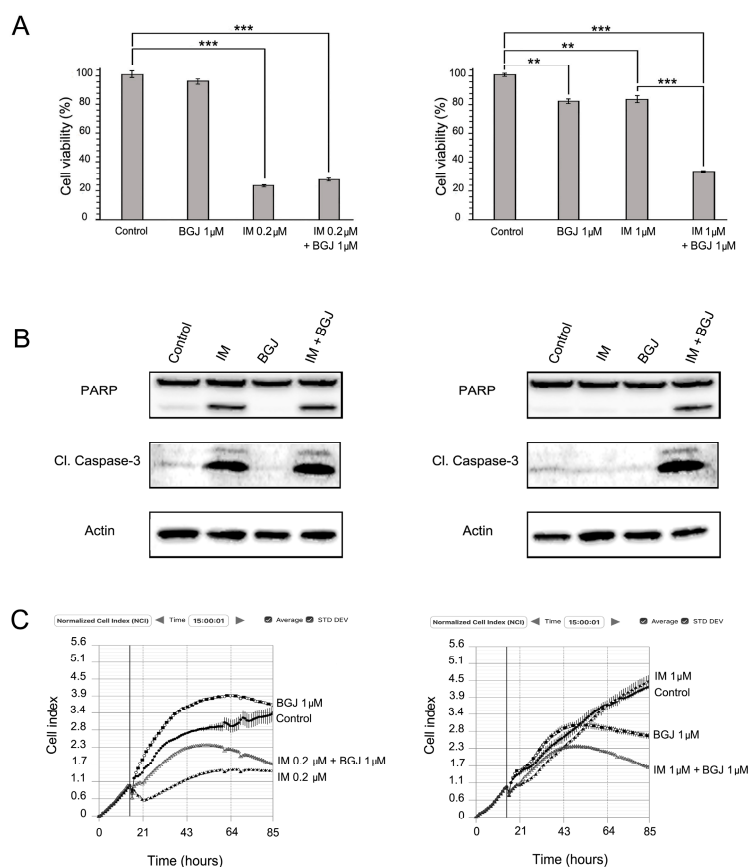 A
***
***
Cell viability (%)
100
80
60
40
20
0
Control
BGJ 1µM
IM 0.2µM
IM 0.2µM
+ BGJ 1µM
***
**
**
***
Cell viability (%)
100
80
60
40
20
0
Control
BGJ 1µM
IM 1µM
IM 1µM
+ BGJ 1µM
B
Control
IM
BGJ
IM + BGJ
PARP
Cl. Caspase-3
Actin
Control
IM
BGJ
IM + BGJ
PARP
Cl. Caspase-3
Actin
C
Normalized Cell Index (NCI) Time 15:00:01 Average STD DEV
Cell index
5.6
5.1
4.5
3.9
3.4
2.8
2.3
1.7
1.1
0.6
0
BGJ 1µM
Control
IM 0.2 µM + BGJ 1µM
IM 0.2 µM
0 21 43 64 85
Time (hours)
Normalized Cell Index (NCI) Time 15:00:01 Average STD DEV
Cell index
5.6
5.1
4.5
3.9
3.4
2.8
2.3
1.7
1.1
0.6
0
IM 1µM
Control
BGJ 1µM
IM 1µM + BGJ 1µM
0 21 43 64 85
Time (hours)